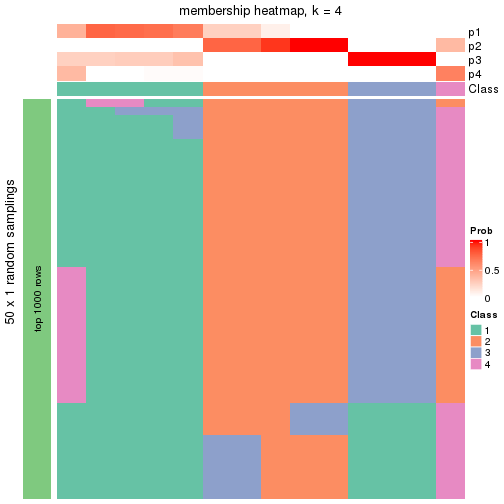 membership heatmap, k = 4
p1
p2
p3
p4
Class
50 x 1 random samplings
top 1000 rows
Prob
1
0.5
0
Class
1
2
3
4